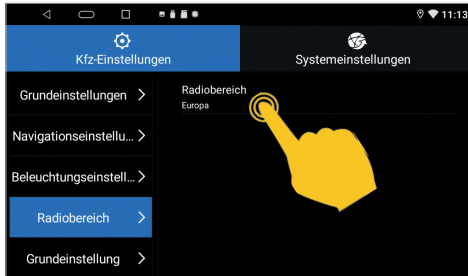 11:13
Kfz-Einstellungen
Systemeinstellungen
Grundeinstellungen
Navigationseinstellu...
Beleuchtungseinstell...
Radiobereich
Grundeinstellung
Radiobereich
Europa